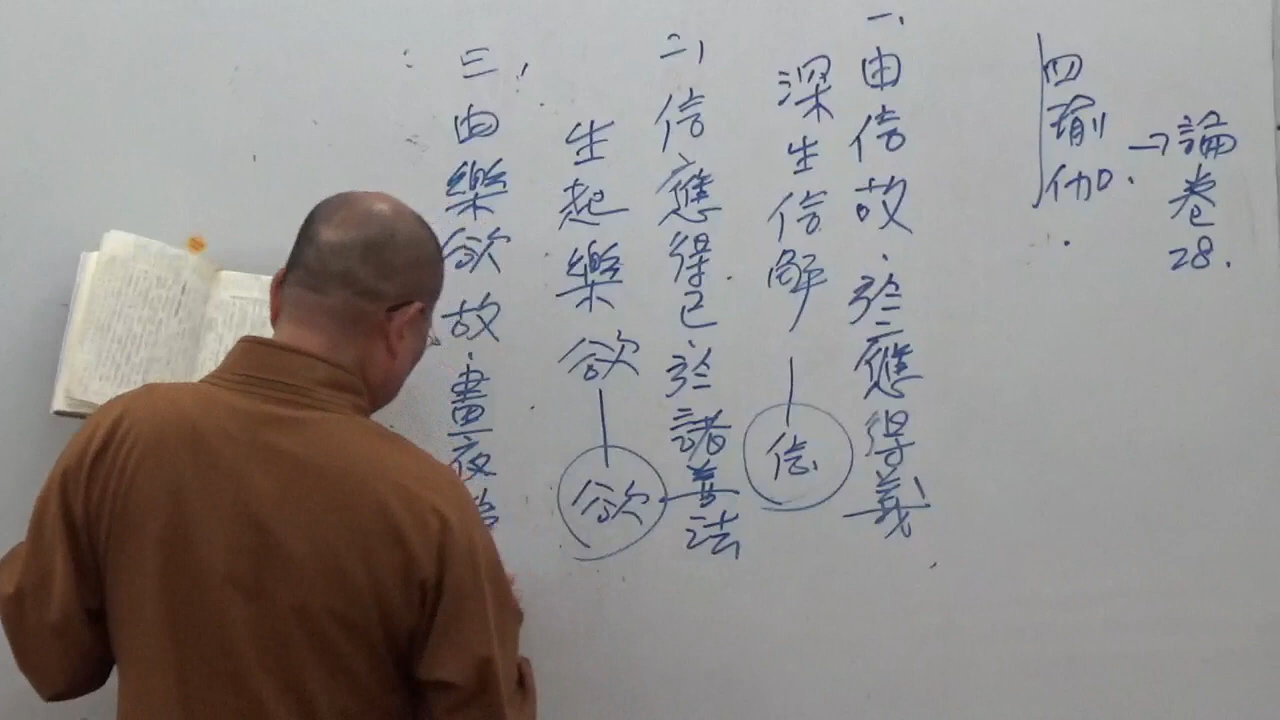 四瑜伽.
→論卷28.
一、由信故、於應得義
深生信解—信
二、信應得已、於諸善法
生起樂欲—欲
三、由樂欲故、晝夜